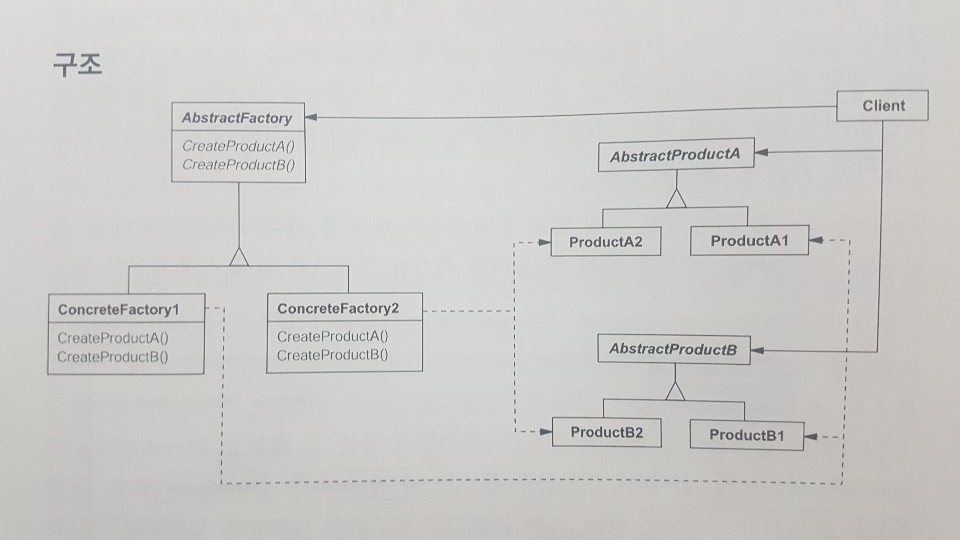 구조
AbstractFactory
CreateProductA()
CreateProductB()
Client
AbstractProductA
ProductA2
ProductA1
ConcreteFactory1
CreateProductA()
CreateProductB()
ConcreteFactory2
CreateProductA()
CreateProductB()
AbstractProductB
ProductB2
ProductB1